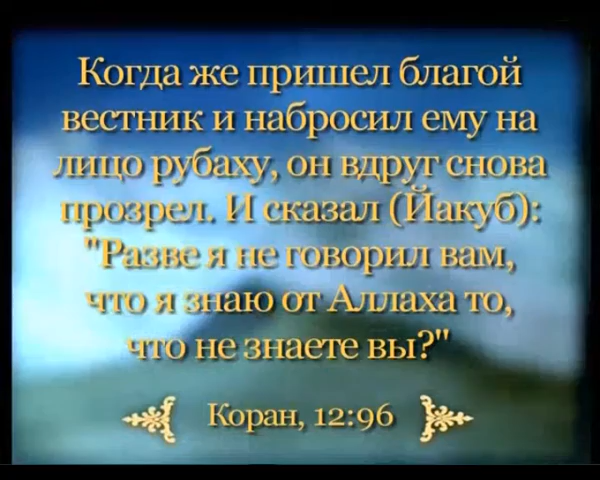 Когда же пришел благой
вестник и набросил ему на
лицо рубаху, он вдруг снова
прозрел. И сказал (Йакуб):
"Разве я не говорил вам,
что я знаю от Аллаха то,
что не знаете вы?"
Коран, 12:96